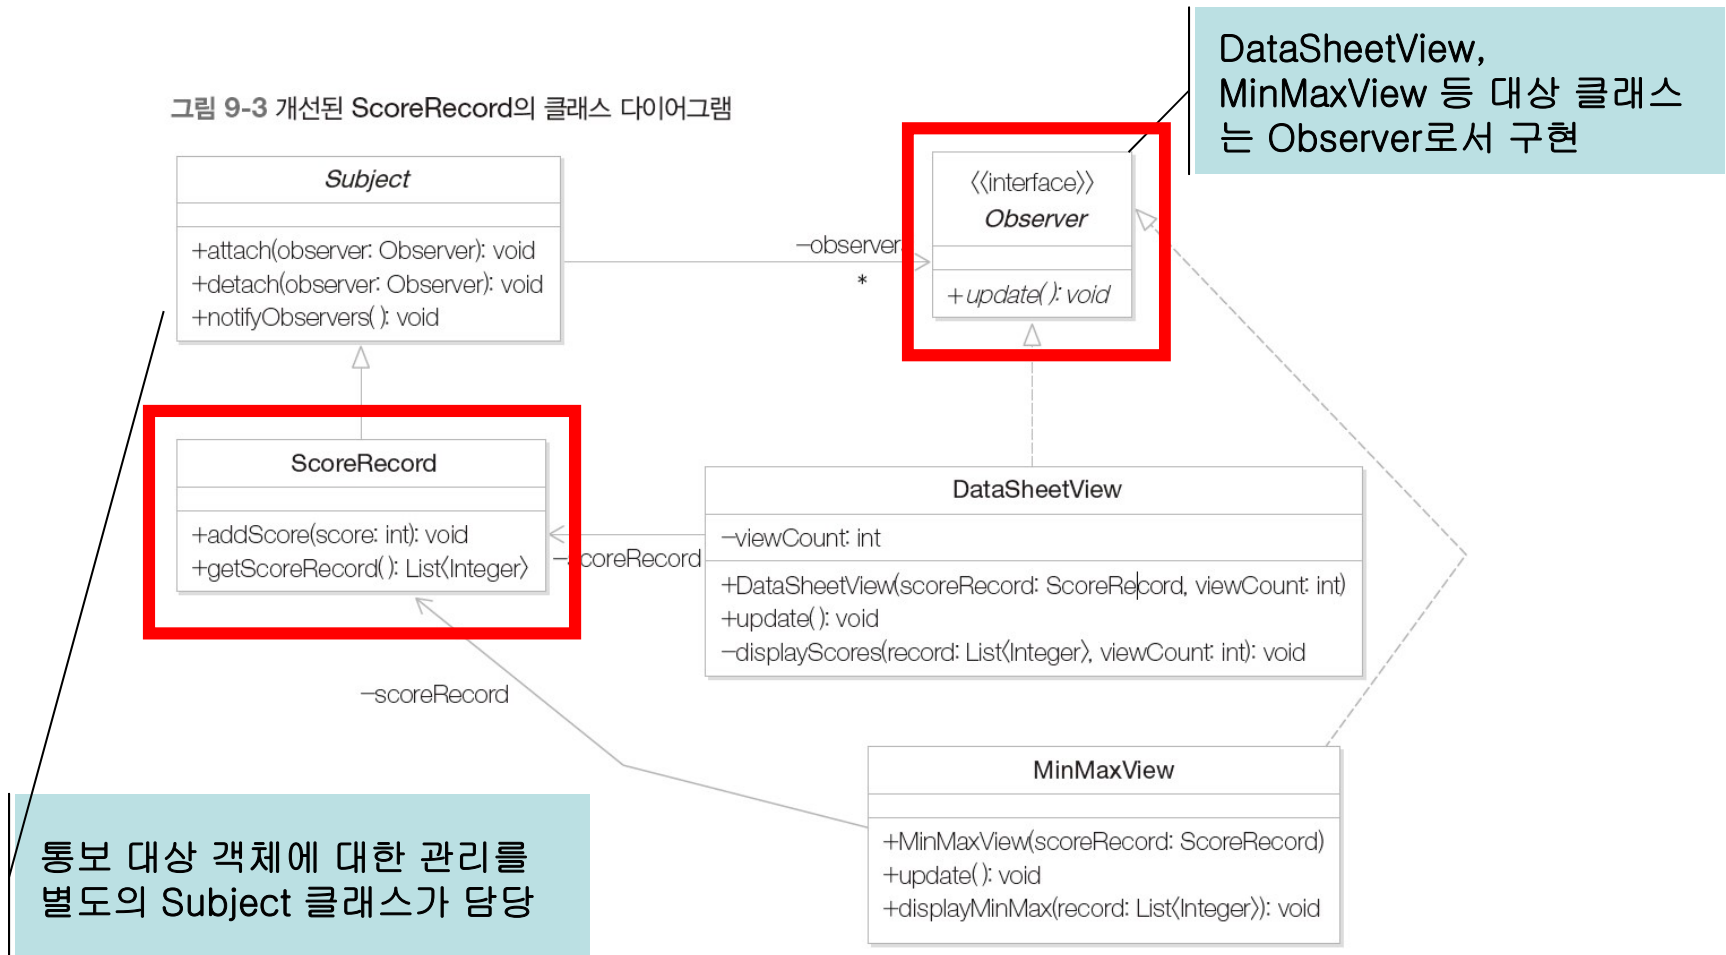 DataSheetView,
MinMaxView 등 대상 클래스
는 Observer로서 구현
그림 9-3 개선된 ScoreRecord의 클래스 다이어그램
Subject
+attach(observer: Observer): void
+detach(observer: Observer): void
+notifyObservers( ): void
-observer
*
<<interface>>
Observer
+update( ): void
ScoreRecord
+addScore(score: int): void
+getScoreRecord( ): List<Integer>
-scoreRecord
DataSheetView
-viewCount: int
+DataSheetView(scoreRecord: ScoreRecord, viewCount: int)
+update( ): void
-displayScores(record: List<Integer>, viewCount: int): void
-scoreRecord
MinMaxView
+MinMaxView(scoreRecord: ScoreRecord)
+update( ): void
+displayMinMax(record: List<Integer>): void
통보 대상 객체에 대한 관리를
별도의 Subject 클래스가 담당